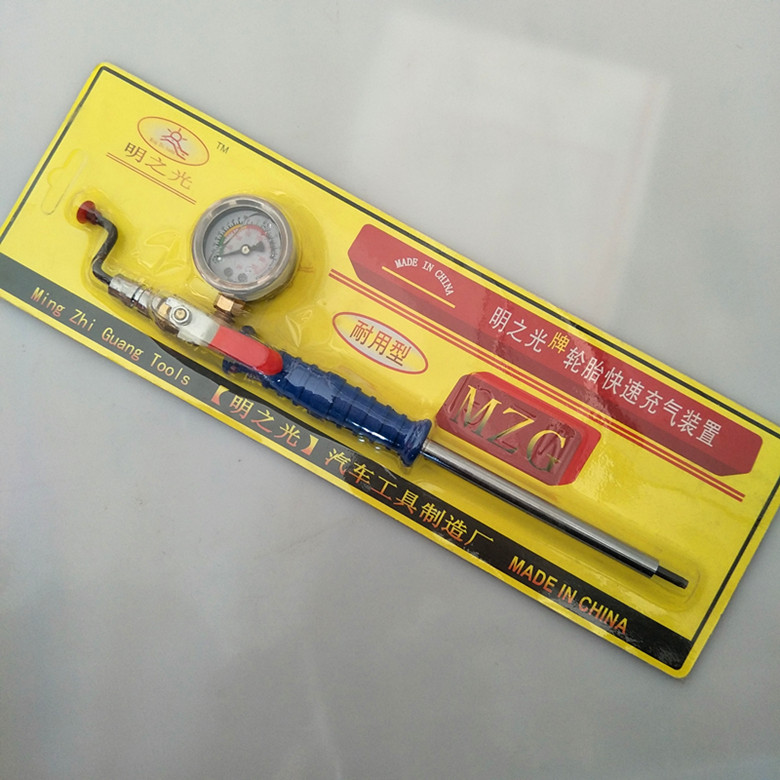 明之光
TM
MADE IN CHINA
明之光牌轮胎快速充气装置
耐用型
MZG
Ming Zhi Guang Tools
【明之光】汽车工具制造厂
MADE IN CHINA